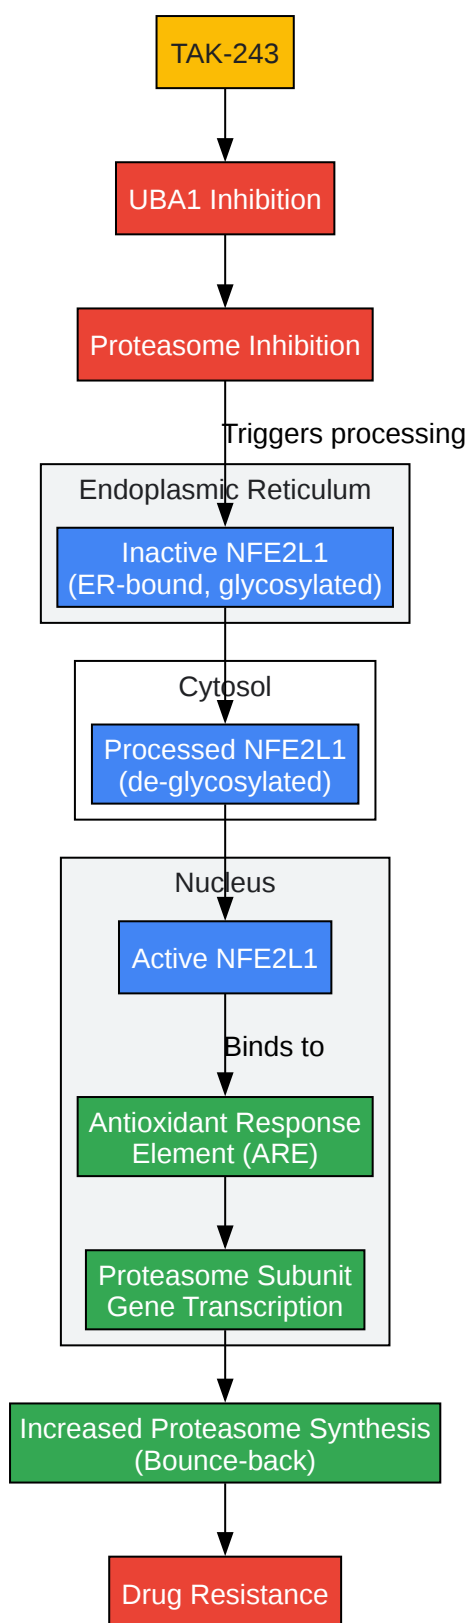 TAK-243
UBA1 Inhibition
Proteasome Inhibition
Triggers processing
Endoplasmic Reticulum
Inactive NFE2L1
(ER-bound, glycosylated)
Cytosol
Processed NFE2L1
(de-glycosylated)
Nucleus
Active NFE2L1
Binds to
Antioxidant Response
Element (ARE)
Proteasome Subunit
Gene Transcription
Increased Proteasome Synthesis
(Bounce-back)
Drug Resistance